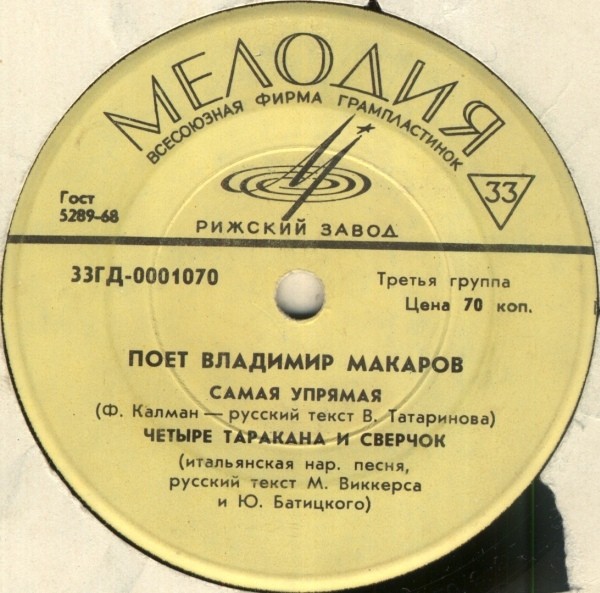 МЕЛОДИЯ
ВСЕСОЮЗНАЯ ФИРМА ГРАМПЛАСТИНОК
Гост
5289-68
33
РИЖСКИЙ ЗАВОД
33ГД-0001070
Третья группа
Цена 70 коп.
ПОЕТ ВЛАДИМИР МАКАРОВ
САМАЯ УПРЯМАЯ
(Ф. Калман — русский текст В. Татаринова)
ЧЕТЫРЕ ТАРАКАНА И СВЕРЧОК
(итальянская нар. песня,
русский текст М. Виккерса
и Ю. Батицкого)